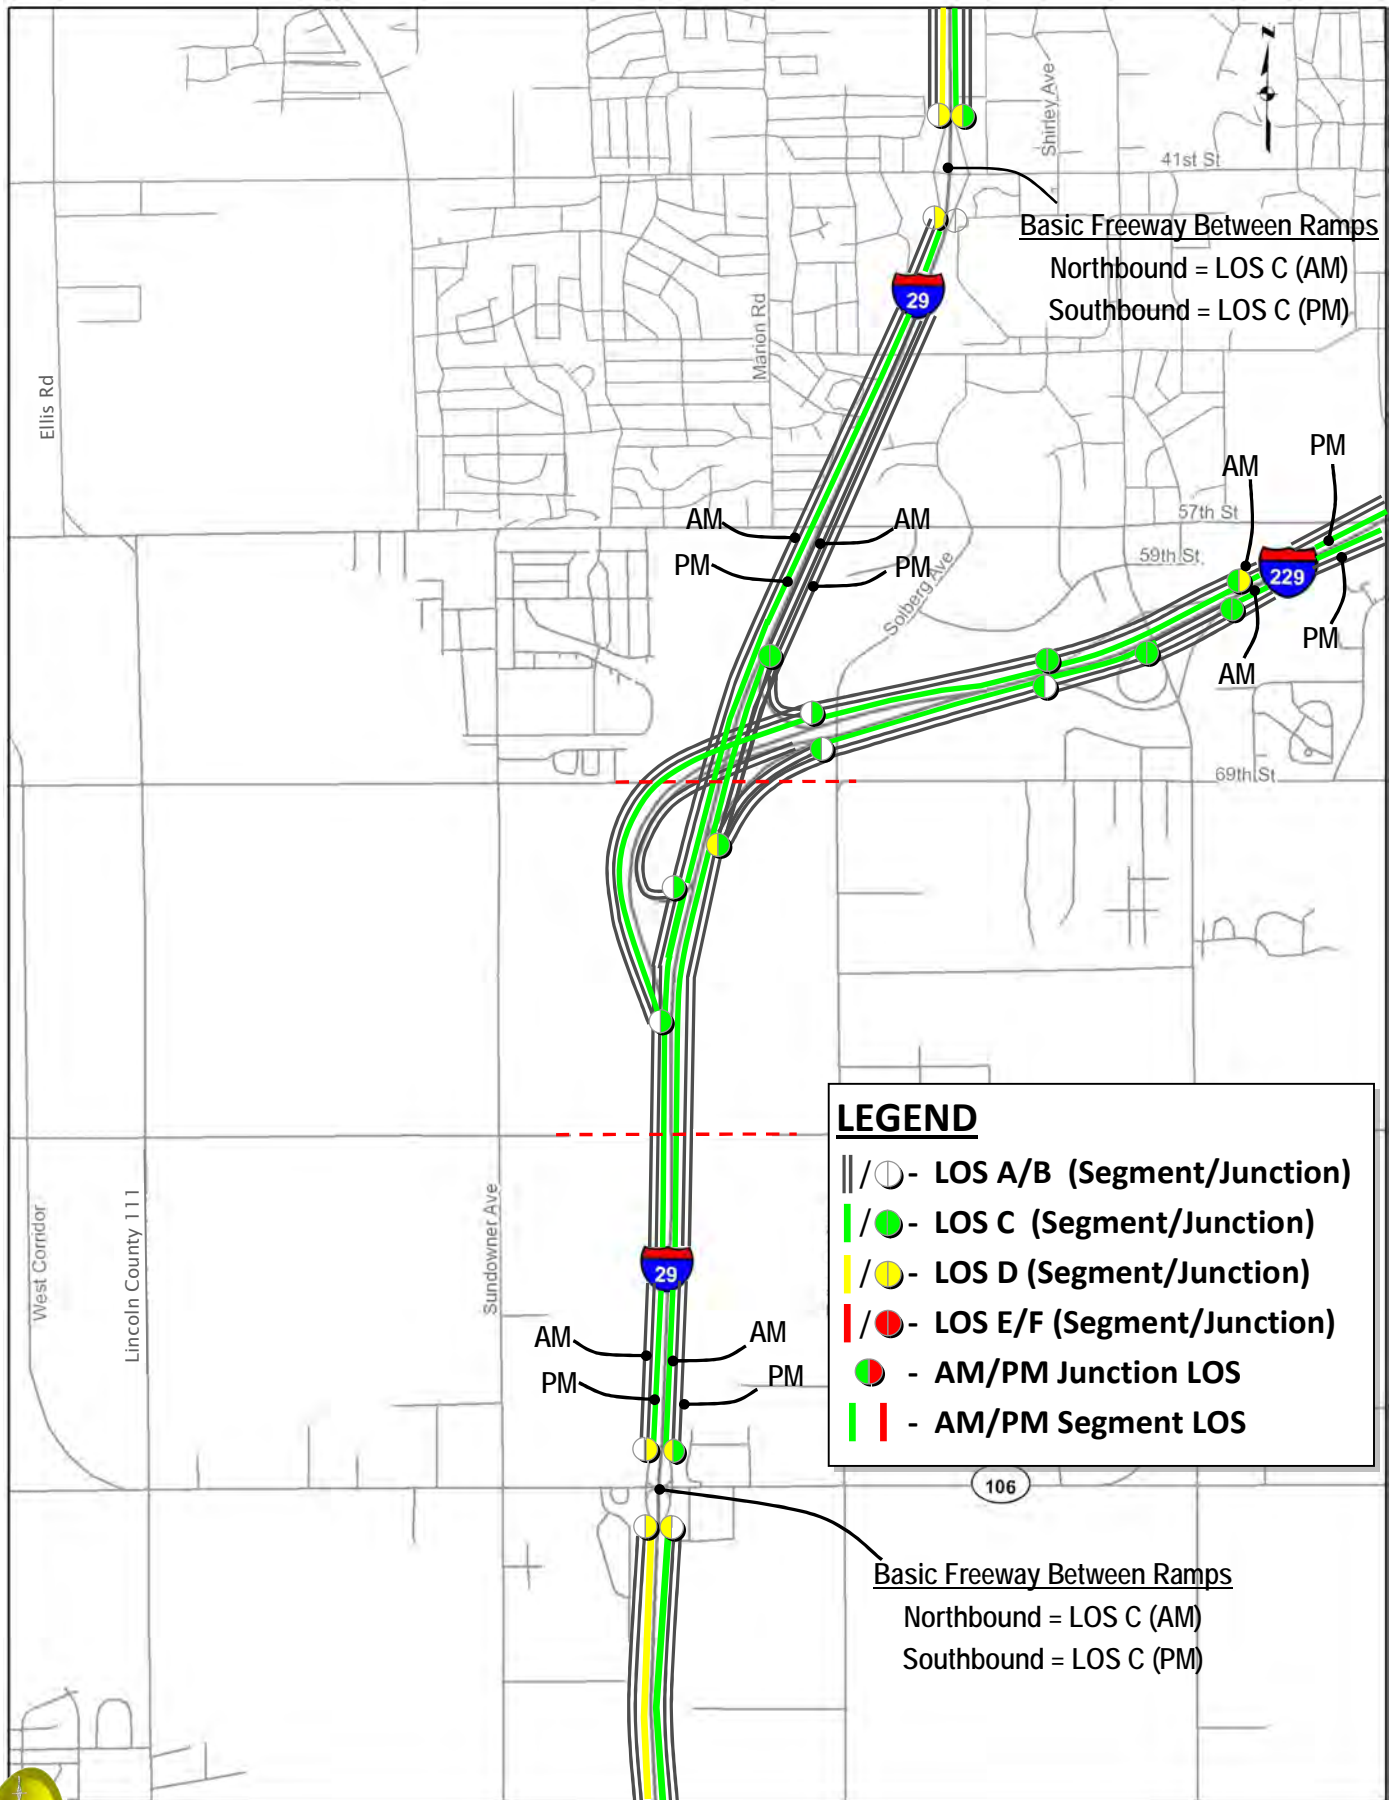 Z
Shirley Ave
41st St
Basic Freeway Between Ramps
Northbound = LOS C (AM)
Southbound = LOS C (PM)
29
Marion Rd
Ellis Rd
PM
AM
57th St
AM
AM
59th St.
229
PM
PM
Solberg Ave
PM
AM
69th St
LEGEND
/ - LOS A/B (Segment/Junction)
/ - LOS C (Segment/Junction)
/ - LOS D (Segment/Junction)
/ - LOS E/F (Segment/Junction)
- AM/PM Junction LOS
- AM/PM Segment LOS
West Corridor
Lincoln County 111
Sundowner Ave
29
AM
AM
PM
PM
106
Basic Freeway Between Ramps
Northbound = LOS C (AM)
Southbound = LOS C (PM)